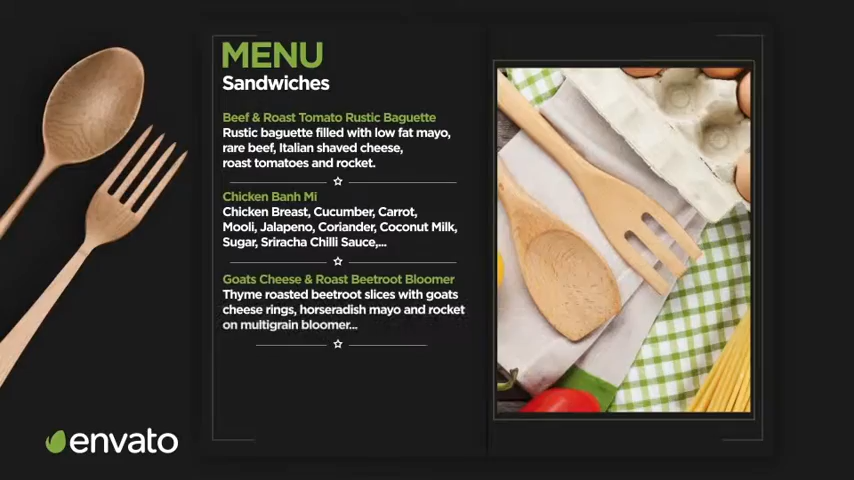 MENU
Sandwiches
Beef & Roast Tomato Rustic Baguette
Rustic baguette filled with low fat mayo,
rare beef, Italian shaved cheese,
roast tomatoes and rocket.
Chicken Banh Mi
Chicken Breast, Cucumber, Carrot,
Mooli, Jalapeno, Coriander, Coconut Milk,
Sugar, Sriracha Chilli Sauce,...
Goats Cheese & Roast Beetroot Bloomer
Thyme roasted beetroot slices with goats
cheese rings, horseradish mayo and rocket
on multigrain bloomer...
envato